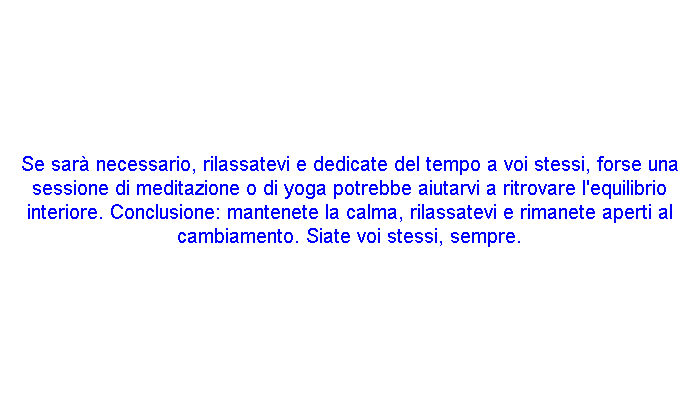 Se sarà necessario, rilassatevi e dedicate del tempo a voi stessi, forse una
sessione di meditazione o di yoga potrebbe aiutarvi a ritrovare l'equilibrio
interiore. Conclusione: mantenete la calma, rilassatevi e rimanete aperti al
cambiamento. Siate voi stessi, sempre.